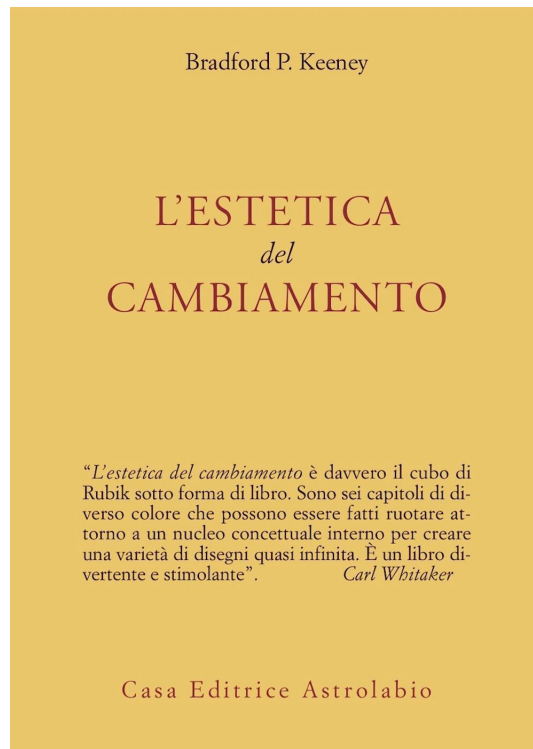 Bradford P. Keeney
L’ESTETICA
del
CAMBIAMENTO
“L’estetica del cambiamento è davvero il cubo di
Rubik sotto forma di libro. Sono sei capitoli di di-
verso colore che possono essere fatti ruotare at-
torno a un nucleo concettuale interno per creare
una varietà di disegni quasi infinita. È un libro di-
vertente e stimolante”. Carl Whitaker
Casa Editrice Astrolabio